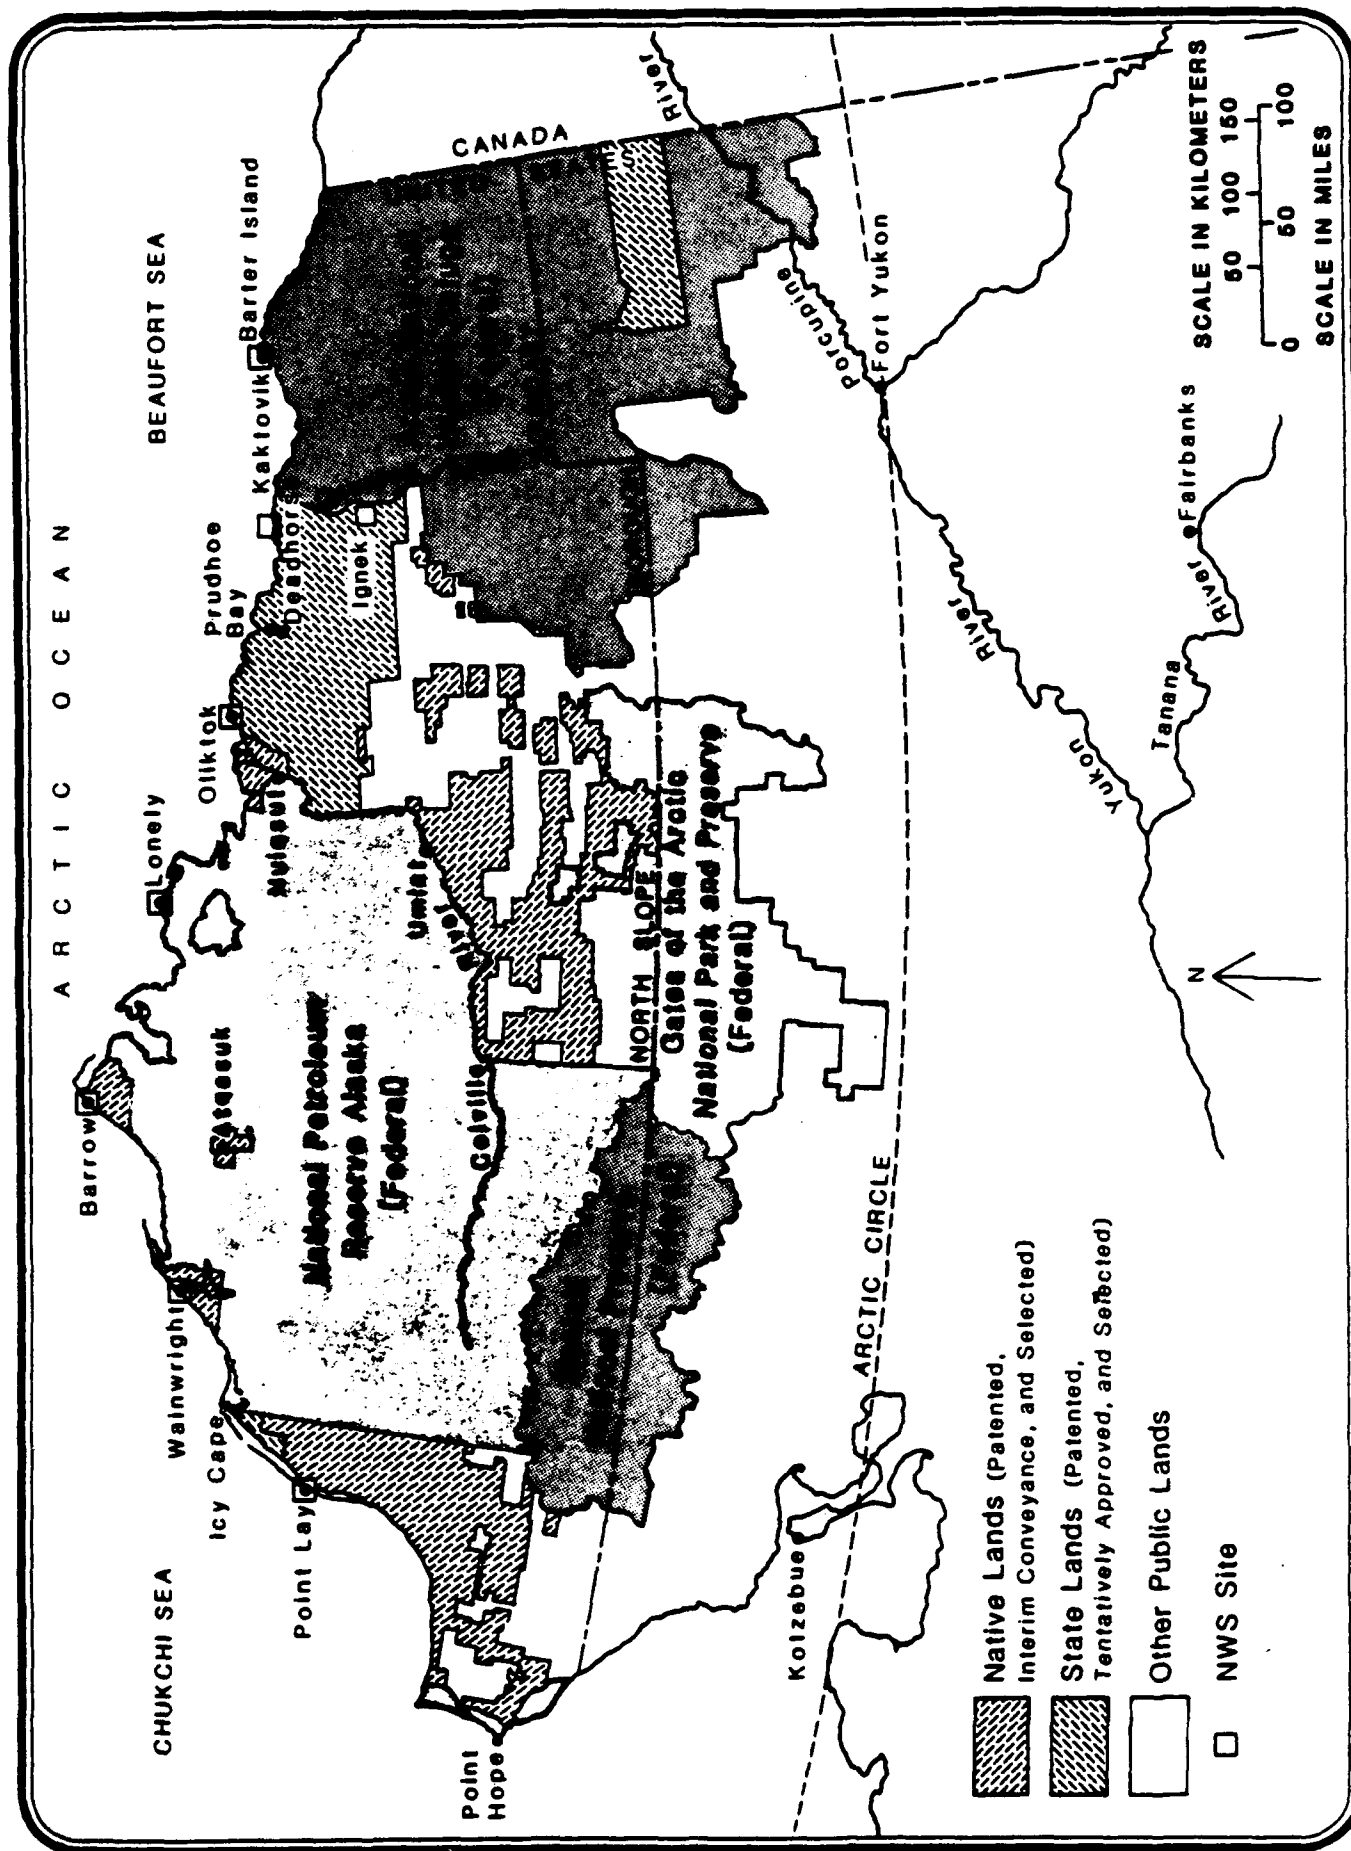 ARCTIC OCEAN
CHUKCHI SEA
BEAUFORT SEA
Barrow
Lonely
Wainwright
Icy Cape
Point Lay
Point
Hope
Atqasuk
Oliktok
Prudhoe
Bay
Deadhorse
Kaktovik
Barter Island
Ignek
Nuiqsut
Umiat
Colville
River
National Petroleum
Reserve Alaska
(Federal)
CANADA
UNITED STATES
NORTH SLOPE
BOROUGH
Gates of the Arctic
National Park and Preserve
(Federal)
Kotzebue
ARCTIC CIRCLE
Porcupine
River
Fort Yukon
Yukon
River
Tanana
River
Fairbanks
N
Native Lands (Patented,
Interim Conveyance, and Selected)
State Lands (Patented,
Tentatively Approved, and Selected)
Other Public Lands
NWS Site
SCALE IN KILOMETERS
50 100 150
0 50 100
SCALE IN MILES